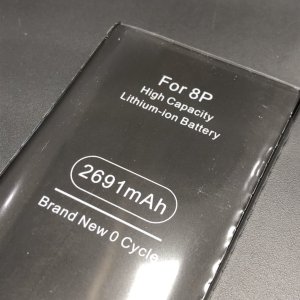 For 8P
High Capacity
Lithium-ion Battery
2691mAh
Brand New 0 Cycle